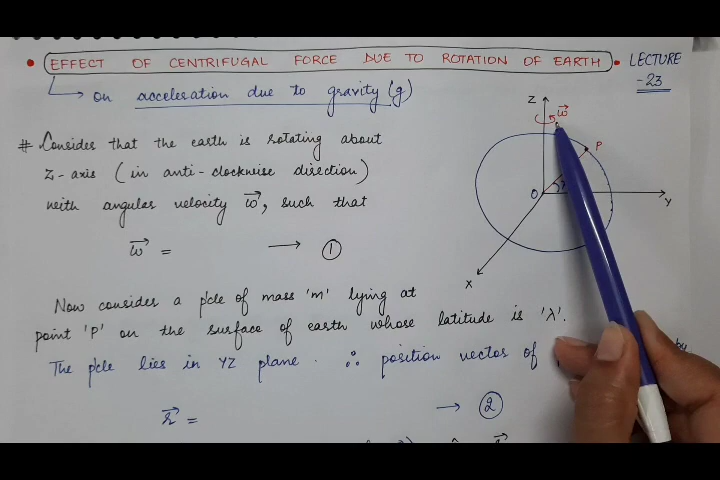 • EFFECT OF CENTRIFUGAL FORCE DUE TO ROTATION OF EARTH •
LECTURE
-23
↳ on acceleration due to gravity (g)
# Consider that the earth is rotating about
Z-axis (in anti-clockwise direction)
with angular velocity w⃗, such that
w⃗ = → ①
Z
w⃗
P
O
Y
X
Now consider a p'cle of mass 'm' lying at
point 'P' on the surface of earth whose latitude is 'λ'.
The p'cle lies in YZ plane. ∴ position vector of
by
r⃗ = → ②